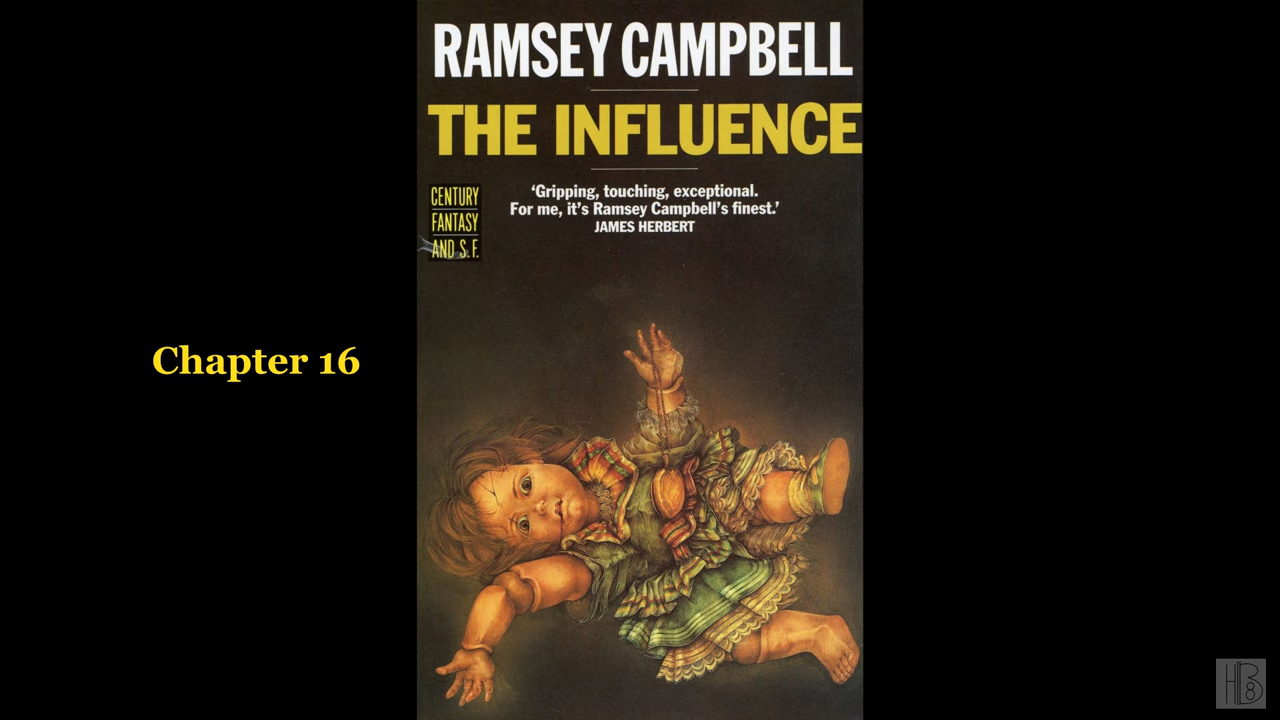 RAMSEY CAMPBELL
THE INFLUENCE
CENTURY
FANTASY
AND S.F.
‘Gripping, touching, exceptional.
For me, it’s Ramsey Campbell’s finest.’
JAMES HERBERT
Chapter 16
HB8